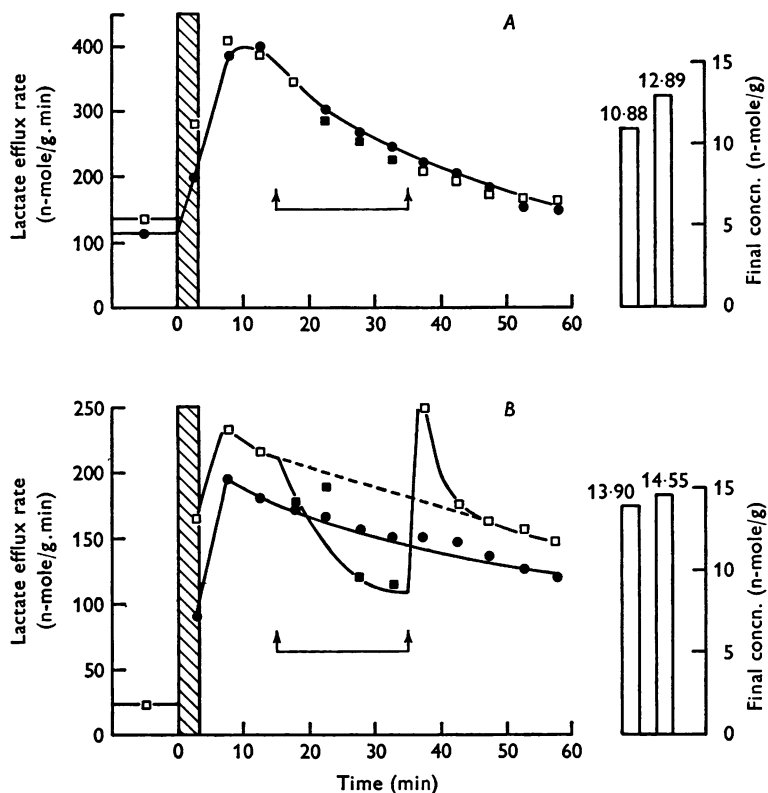 A
Lactate efflux rate
(n-mole/g.min)
400
300
200
100
0
0 10 20 30 40 50 60
10·88
12·89
15
10
5
0
Final concn. (n-mole/g)
B
Lactate efflux rate
(n-mole/g.min)
250
200
150
100
50
0
0 10 20 30 40 50 60
Time (min)
13·90
14·55
15
10
5
0
Final concn. (n-mole/g)